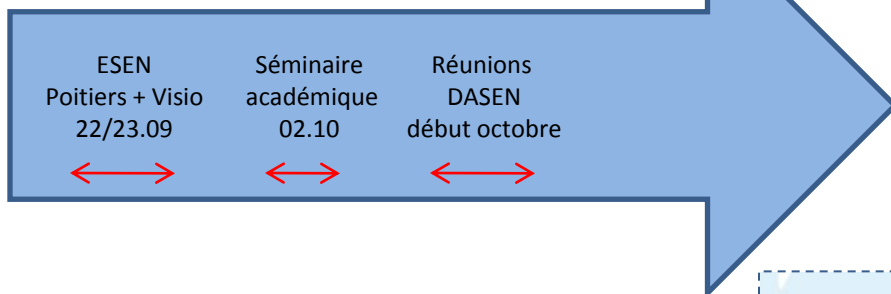 ESEN
Poitiers + Visio
22/23.09
Séminaire
académique
02.10
Réunions
DASEN
début octobre